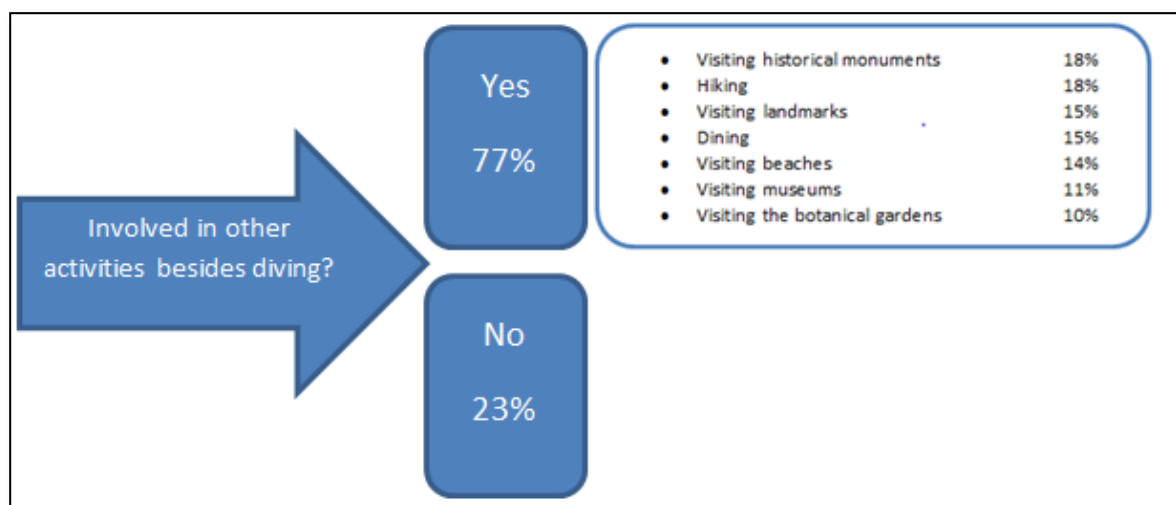 Involved in other
activities besides diving?
Yes
77%
• Visiting historical monuments 18%
• Hiking 18%
• Visiting landmarks 15%
• Dining 15%
• Visiting beaches 14%
• Visiting museums 11%
• Visiting the botanical gardens 10%
No
23%